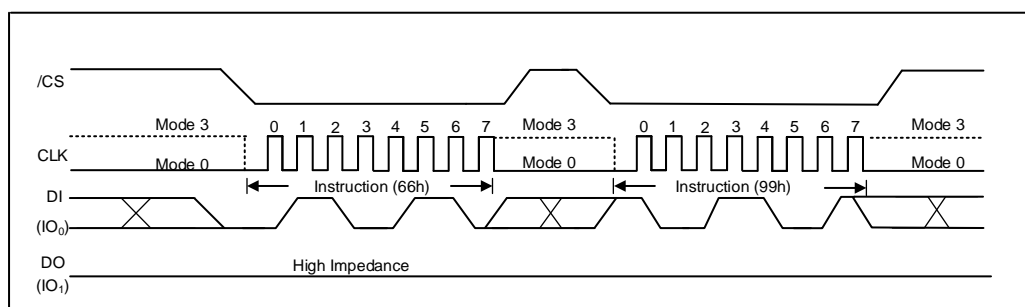 /CS
Mode 3 0 1 2 3 4 5 6 7 Mode 3 0 1 2 3 4 5 6 7 Mode 3
CLK Mode 0 Mode 0 Mode 0
Instruction (66h) Instruction (99h)
DI
(IO₀)
DO High Impedance
(IO₁)